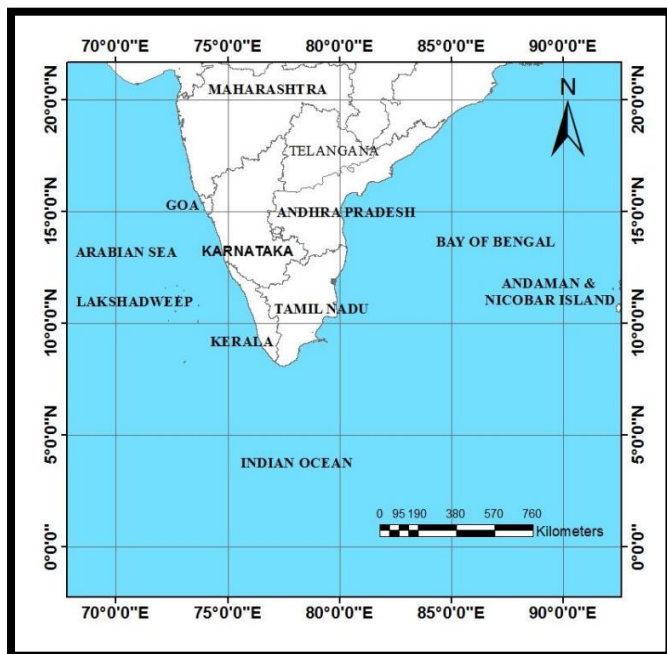 70°0'0"E 75°0'0"E 80°0'0"E 85°0'0"E 90°0'0"E
20°0'0"N 20°0'0"N
N
MAHARASHTRA
TELANGANA
GOA
ANDHRA PRADESH
15°0'0"N 15°0'0"N
ARABIAN SEA
KARNATAKA
BAY OF BENGAL
LAKSHADWEEP
TAMIL NADU
ANDAMAN &
NICOBAR ISLAND
10°0'0"N 10°0'0"N
KERALA
5°0'0"N 5°0'0"N
INDIAN OCEAN
0 95 190 380 570 760
Kilometers
0°0'0" 0°0'0"
70°0'0"E 75°0'0"E 80°0'0"E 85°0'0"E 90°0'0"E